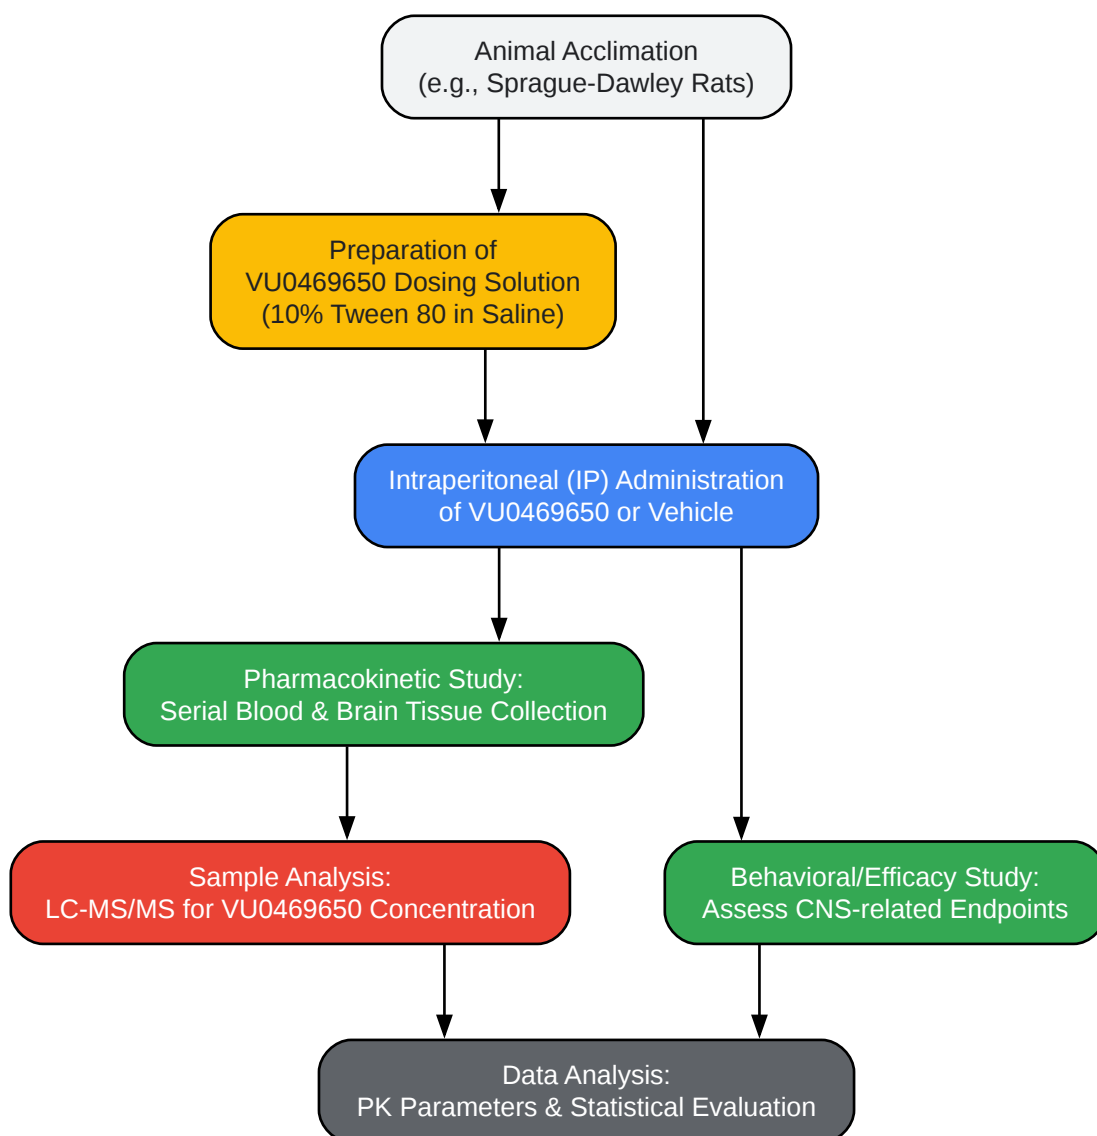 Animal Acclimation
(e.g., Sprague-Dawley Rats)
Preparation of
VU0469650 Dosing Solution
(10% Tween 80 in Saline)
Intraperitoneal (IP) Administration
of VU0469650 or Vehicle
Pharmacokinetic Study:
Serial Blood & Brain Tissue Collection
Sample Analysis:
LC-MS/MS for VU0469650 Concentration
Behavioral/Efficacy Study:
Assess CNS-related Endpoints
Data Analysis:
PK Parameters & Statistical Evaluation